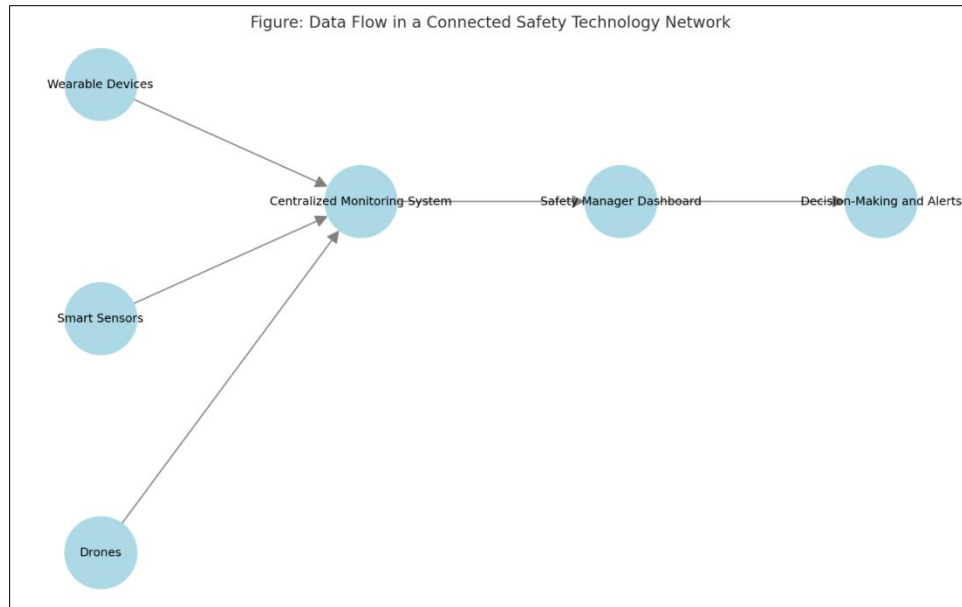 Figure: Data Flow in a Connected Safety Technology Network
Wearable Devices
Centralized Monitoring System
Safety Manager Dashboard
Decision-Making and Alerts
Smart Sensors
Drones